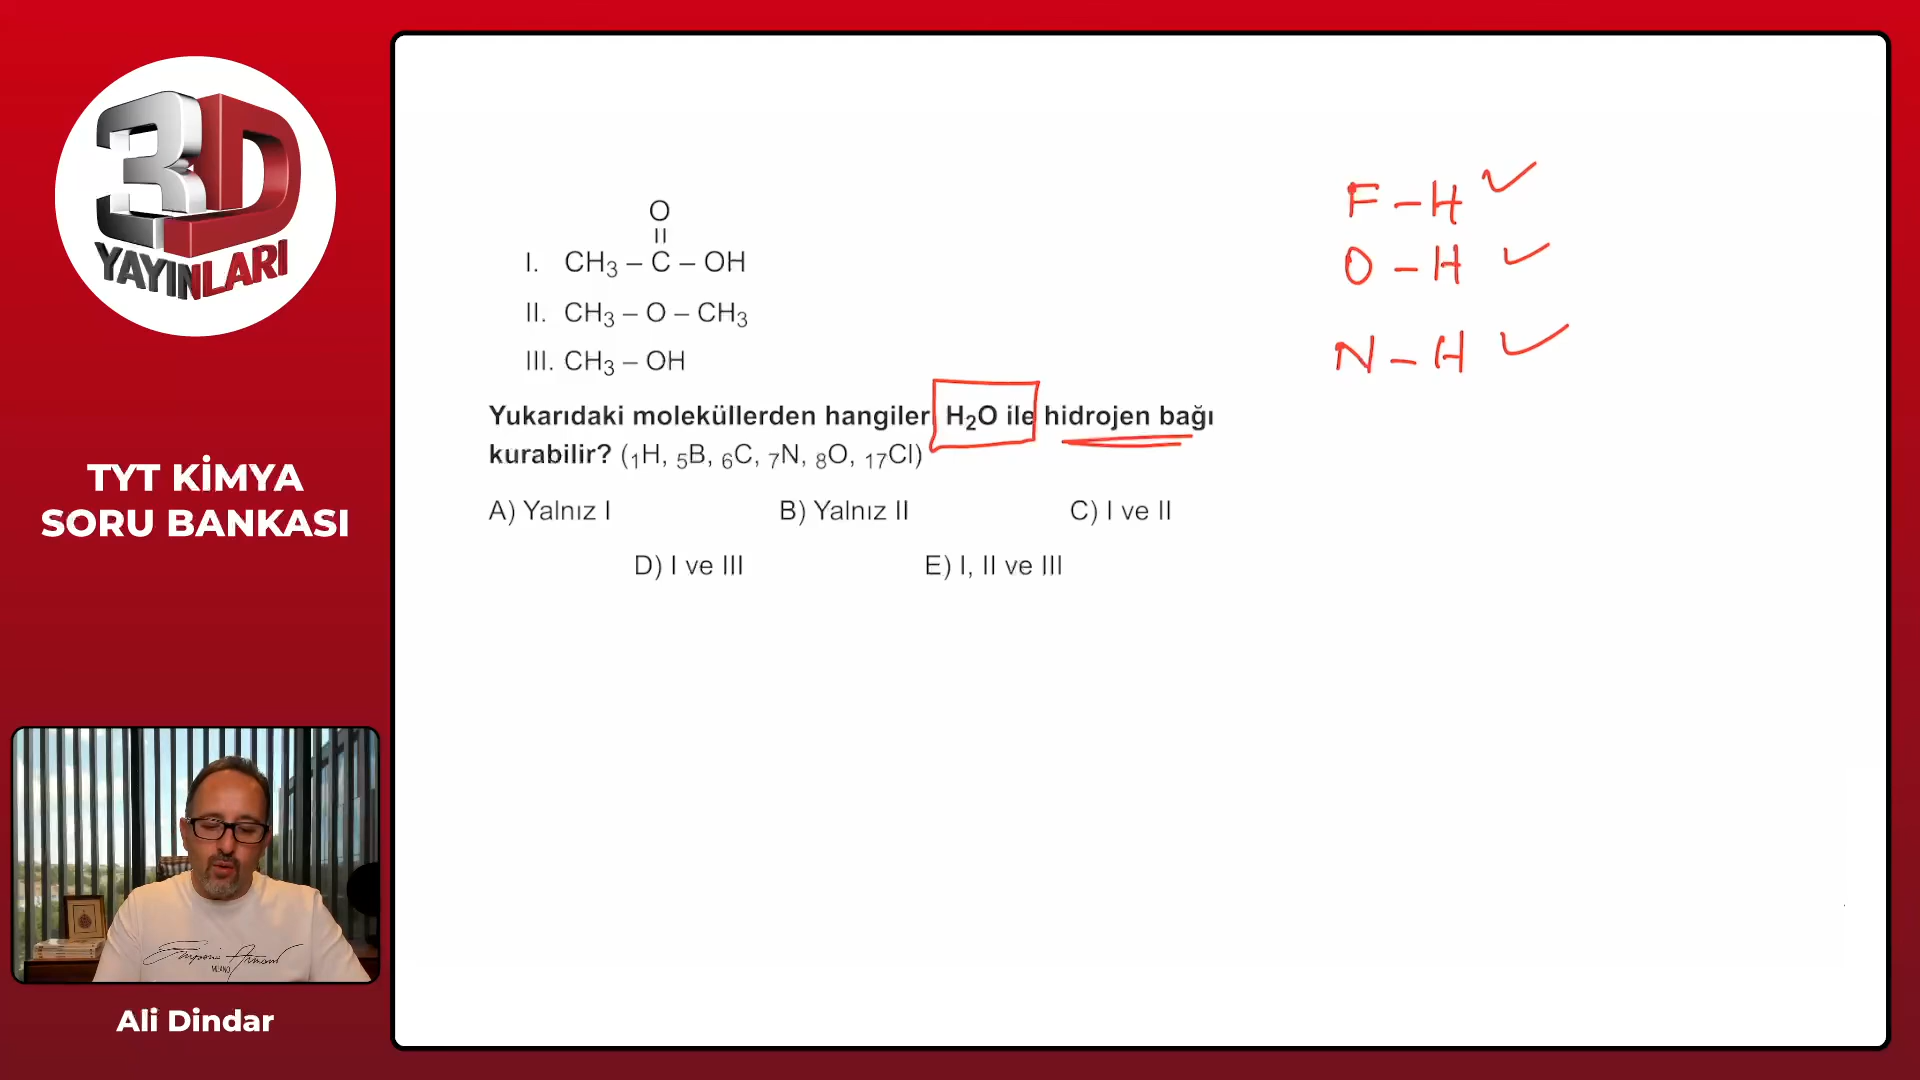 3D
YAYINLARI
TYT KİMYA
SORU BANKASI
Ali Dindar
O
I. CH₃ – C – OH
II. CH₃ – O – CH₃
III. CH₃ – OH
Yukarıdaki moleküllerden hangiler H₂O ile hidrojen bağı
kurabilir? (₁H, ₅B, ₆C, ₇N, ₈O, ₁₇Cl)
A) Yalnız I B) Yalnız II C) I ve II
D) I ve III E) I, II ve III
F – H ✓
O – H ✓
N – H ✓